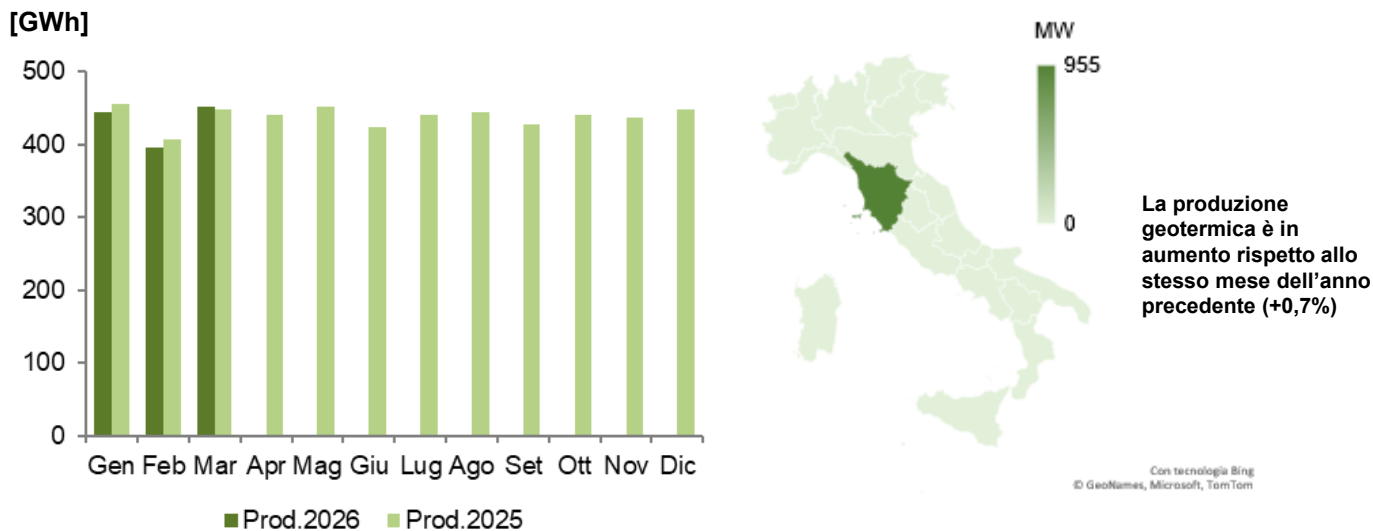 [GWh]
500
400
300
200
100
0
Gen Feb Mar Apr Mag Giu Lug Ago Set Ott Nov Dic
Prod.2026 Prod.2025
MW
955
0
La produzione
geotermica è in
aumento rispetto allo
stesso mese dell’anno
precedente (+0,7%)
Con tecnologia Bing
© GeoNames, Microsoft, TomTom